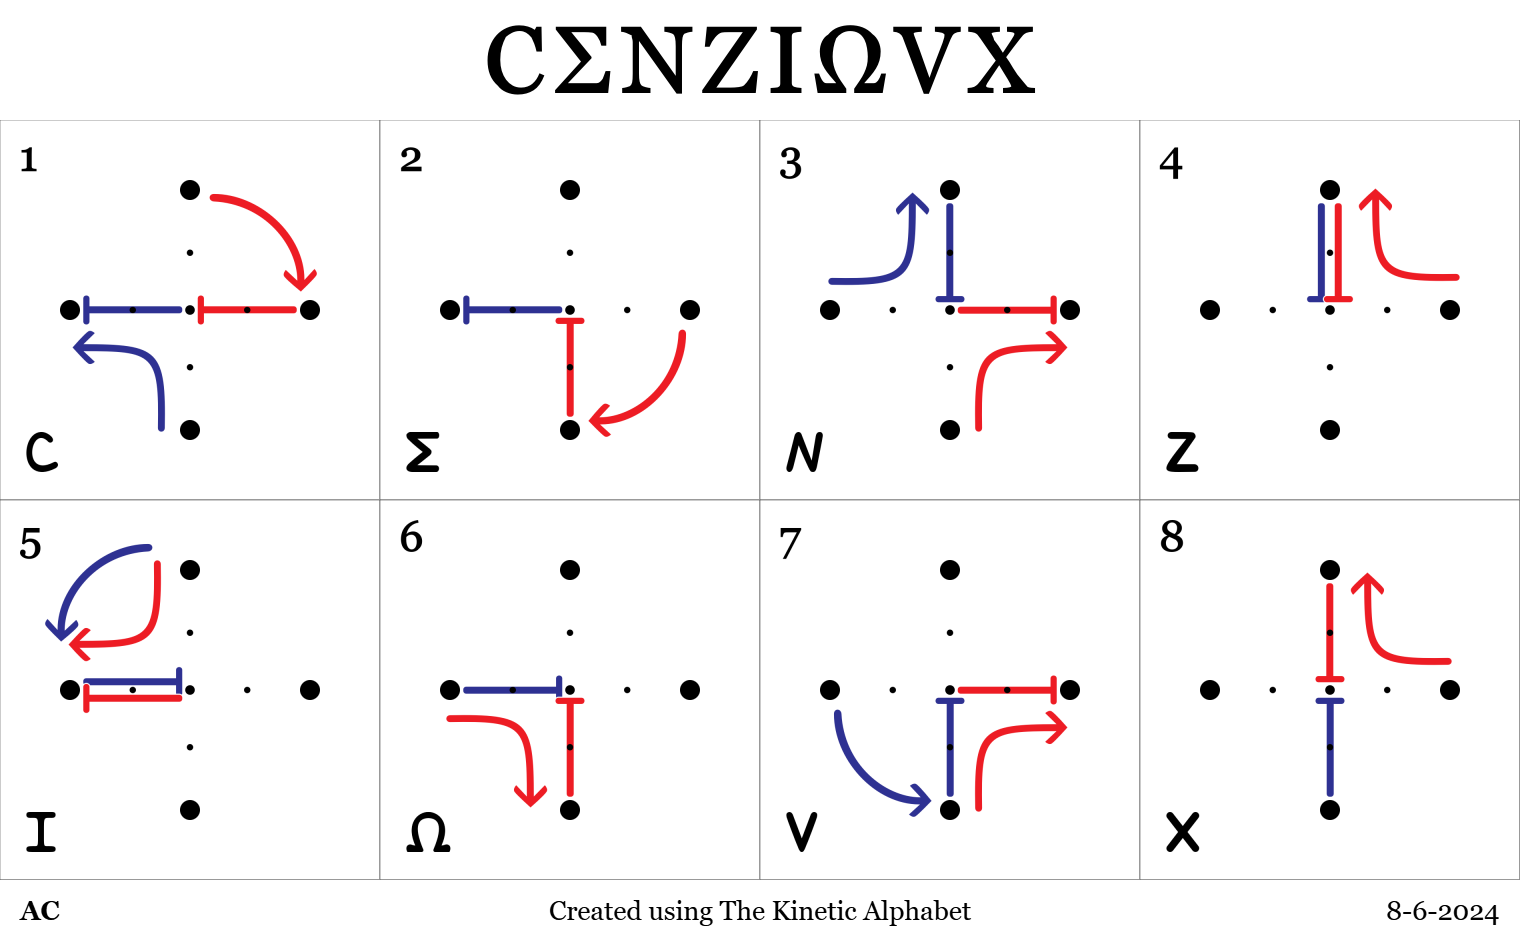 CΣNZIΩVX
1 2 3 4
C Σ N Z
5 6 7 8
I Ω V X
AC Created using The Kinetic Alphabet 8-6-2024